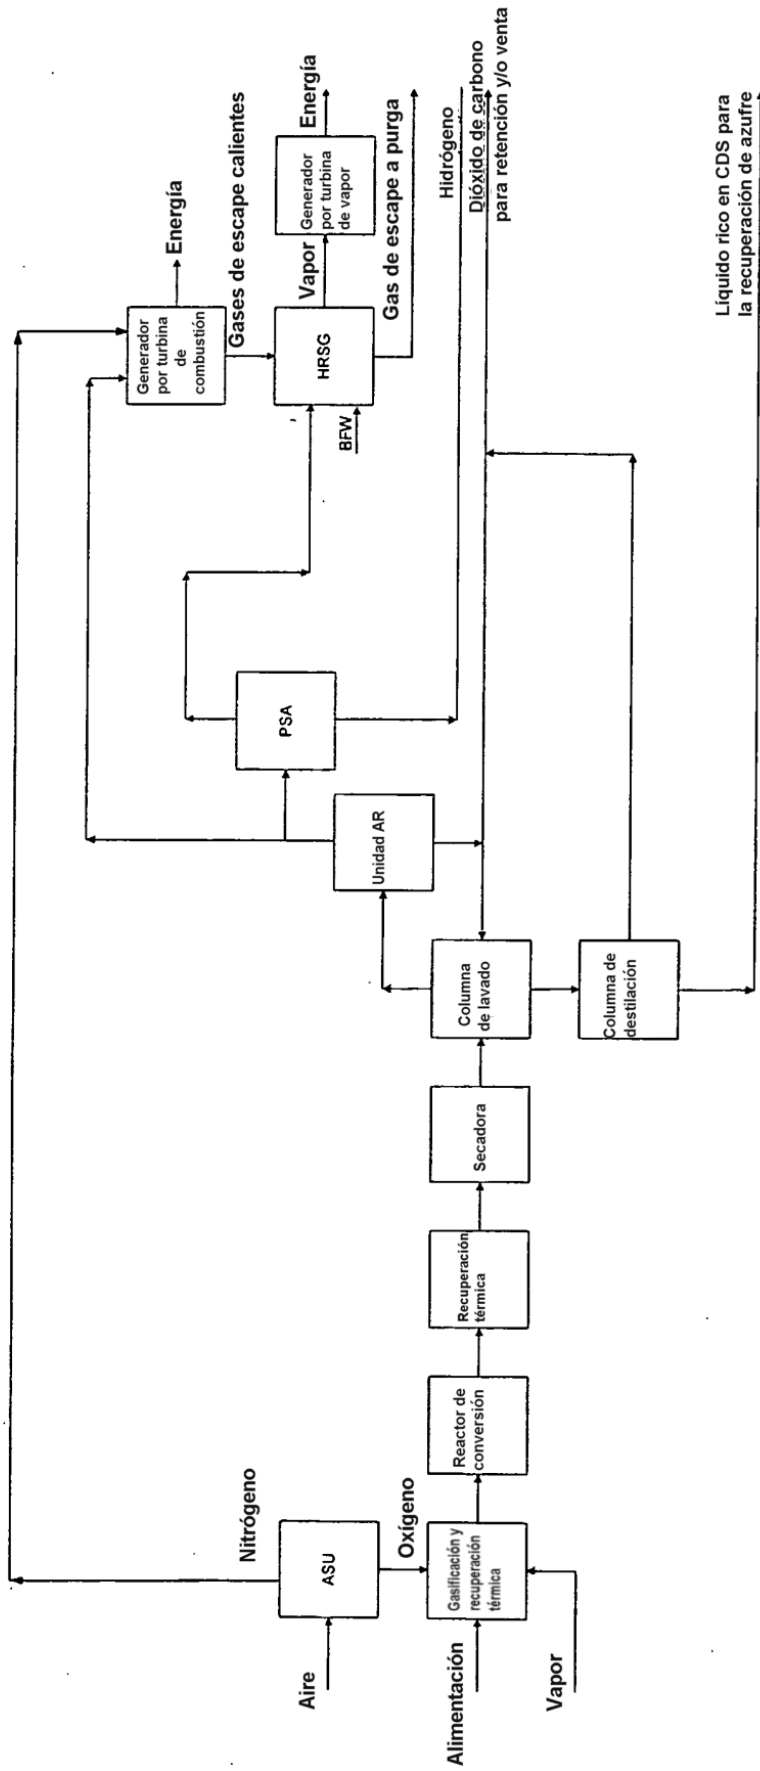 Aire
Alimentación
Vapor
ASU
Nitrógeno
Oxígeno
Gasificación y
recuperación
térmica
Reactor de
conversión
Recuperación
térmica
Secadora
Columna
de lavado
Columna de
destilación
Unidad AR
PSA
Generador
por turbina
de
combustión
Energía
Gases de escape calientes
HRSG
BFW
Vapor
Generador
por turbina
de vapor
Energía
Gas de escape a purga
Hidrógeno
Dióxido de carbono
para retención y/o venta
Líquido rico en CDS para
la recuperación de azufre